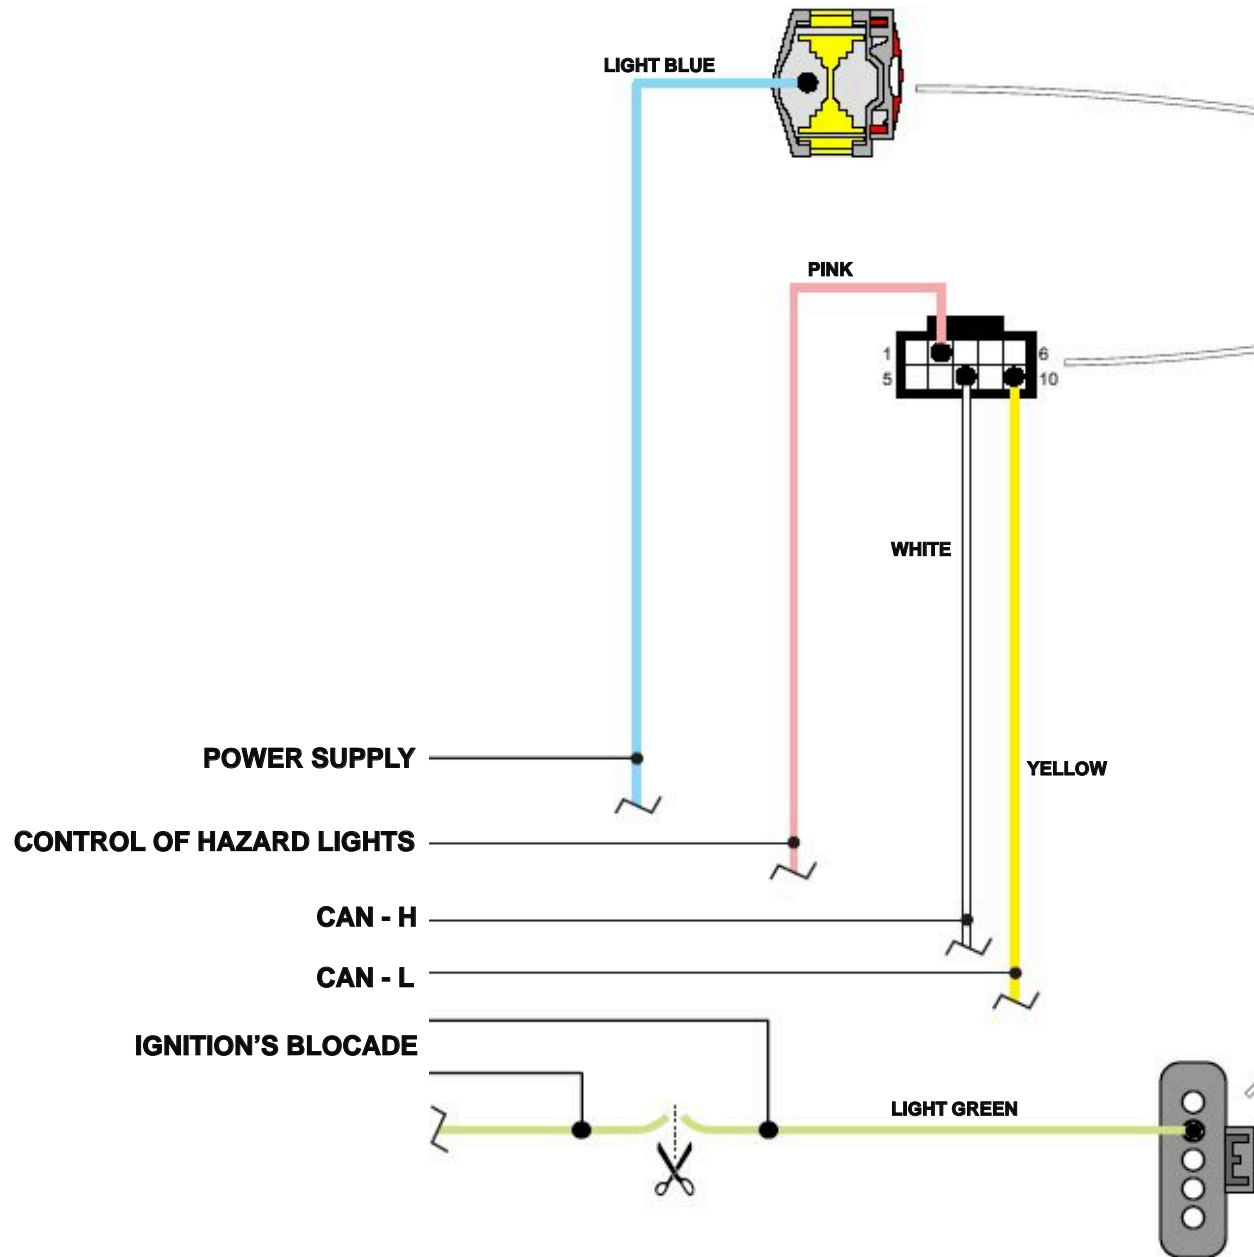 LIGHT BLUE
PINK
1
6
5
10
WHITE
POWER SUPPLY
YELLOW
CONTROL OF HAZARD LIGHTS
CAN - H
CAN - L
IGNITION’S BLOCADE
LIGHT GREEN